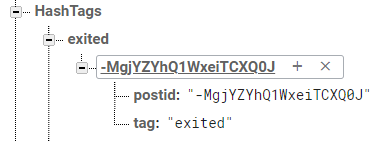 HashTags
exited
-MgjYZYhQ1WxeiTCXQ0J + ×
postid: "-MgjYZYhQ1WxeiTCXQ0J"
tag: "exited"